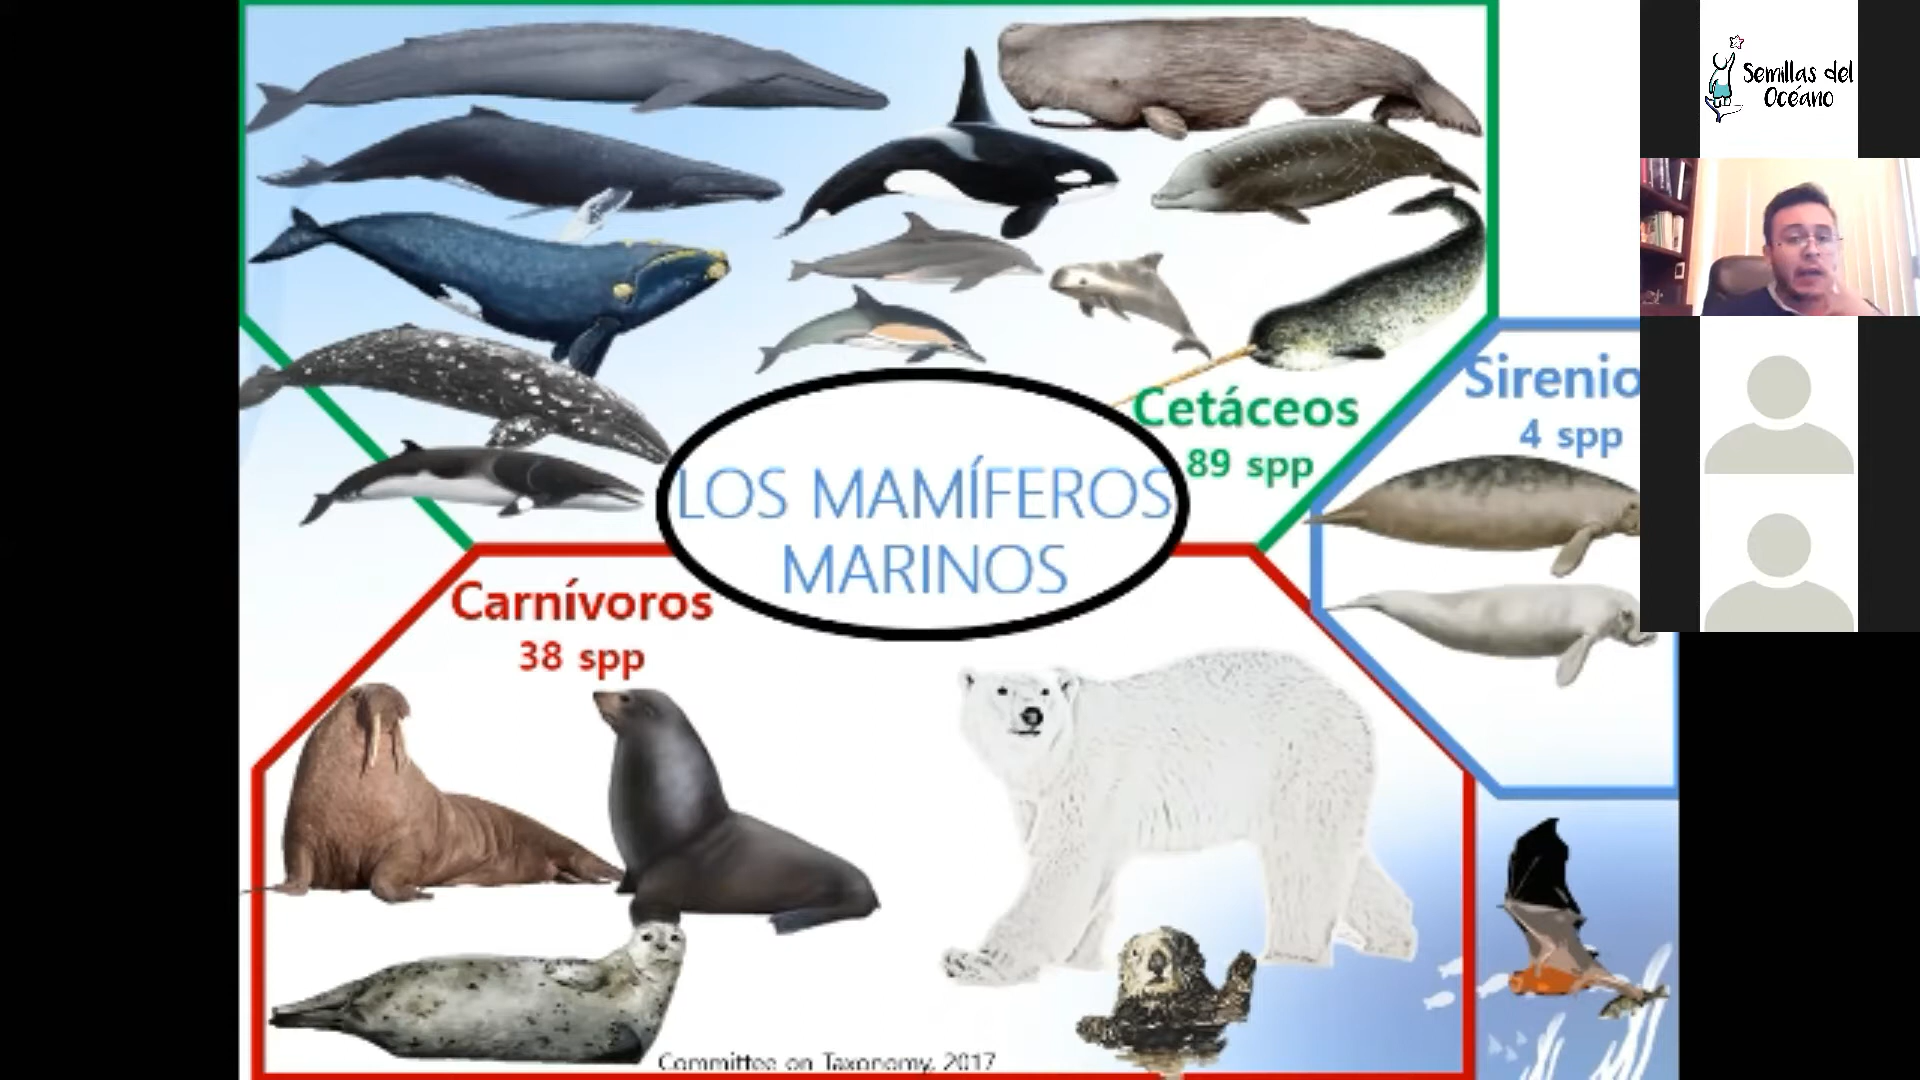 Semillas del
Océano
Sirenio
4 spp
Cetáceos
89 spp
LOS MAMÍFEROS
MARINOS
Carnívoros
38 spp
Committee on Taxonomy, 2017